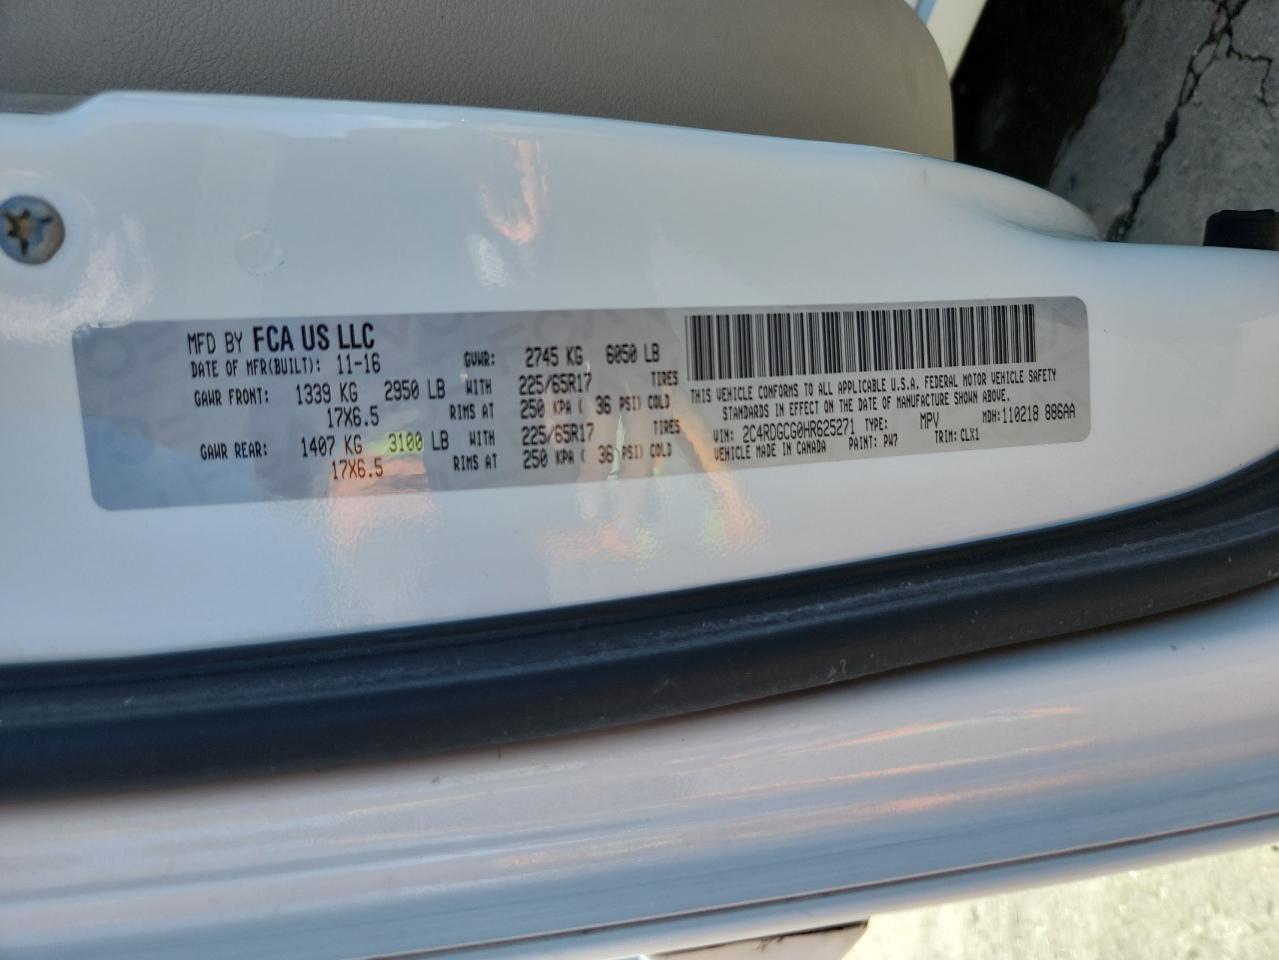 MFD BY FCA US LLC
DATE OF MFR(BUILT): 11-16 GVWR: 2745 KG 6050 LB
GAWR FRONT: 1339 KG 2950 LB WITH 225/65R17 TIRES
17X6.5 RIMS AT 250 KPA ( 36 PSI) COLD
GAWR REAR: 1407 KG 3100 LB WITH 225/65R17 TIRES
17X6.5 RIMS AT 250 KPA ( 36 PSI) COLD
THIS VEHICLE CONFORMS TO ALL APPLICABLE U.S.A. FEDERAL MOTOR VEHICLE SAFETY
STANDARDS IN EFFECT ON THE DATE OF MANUFACTURE SHOWN ABOVE.
VIN: 2C4RDGCG0HR625271 TYPE: MPV MDH: 110218 886AA
VEHICLE MADE IN CANADA PAINT: PW7 TRIM: CLX1